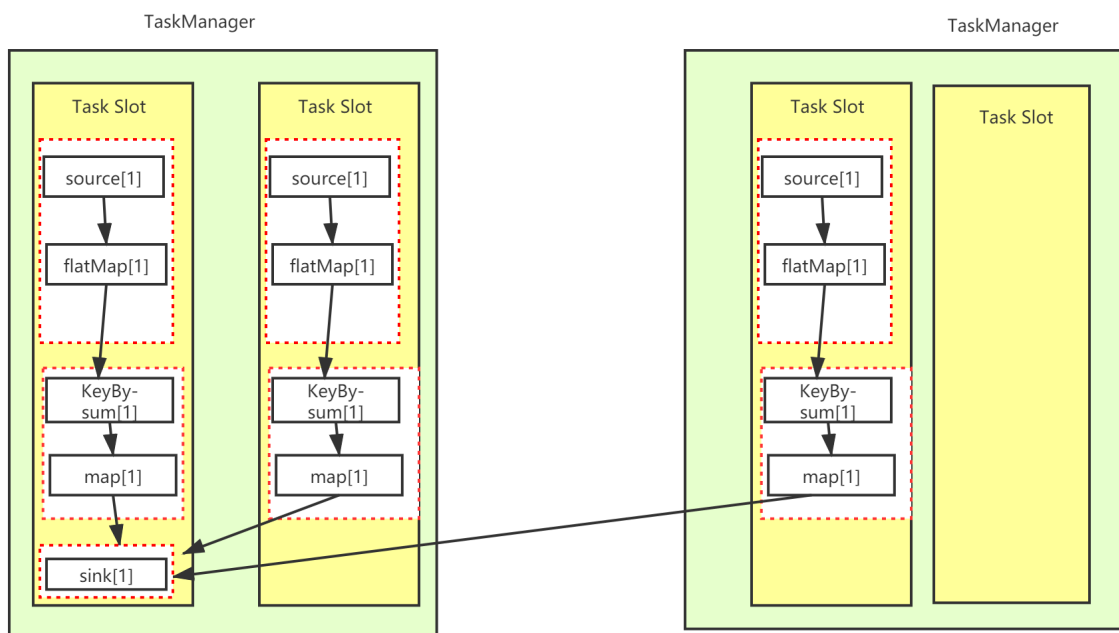 TaskManager
TaskManager
Task Slot
Task Slot
Task Slot
Task Slot
source[1]
source[1]
source[1]
flatMap[1]
flatMap[1]
flatMap[1]
KeyBy-
sum[1]
KeyBy-
sum[1]
KeyBy-
sum[1]
map[1]
map[1]
map[1]
sink[1]